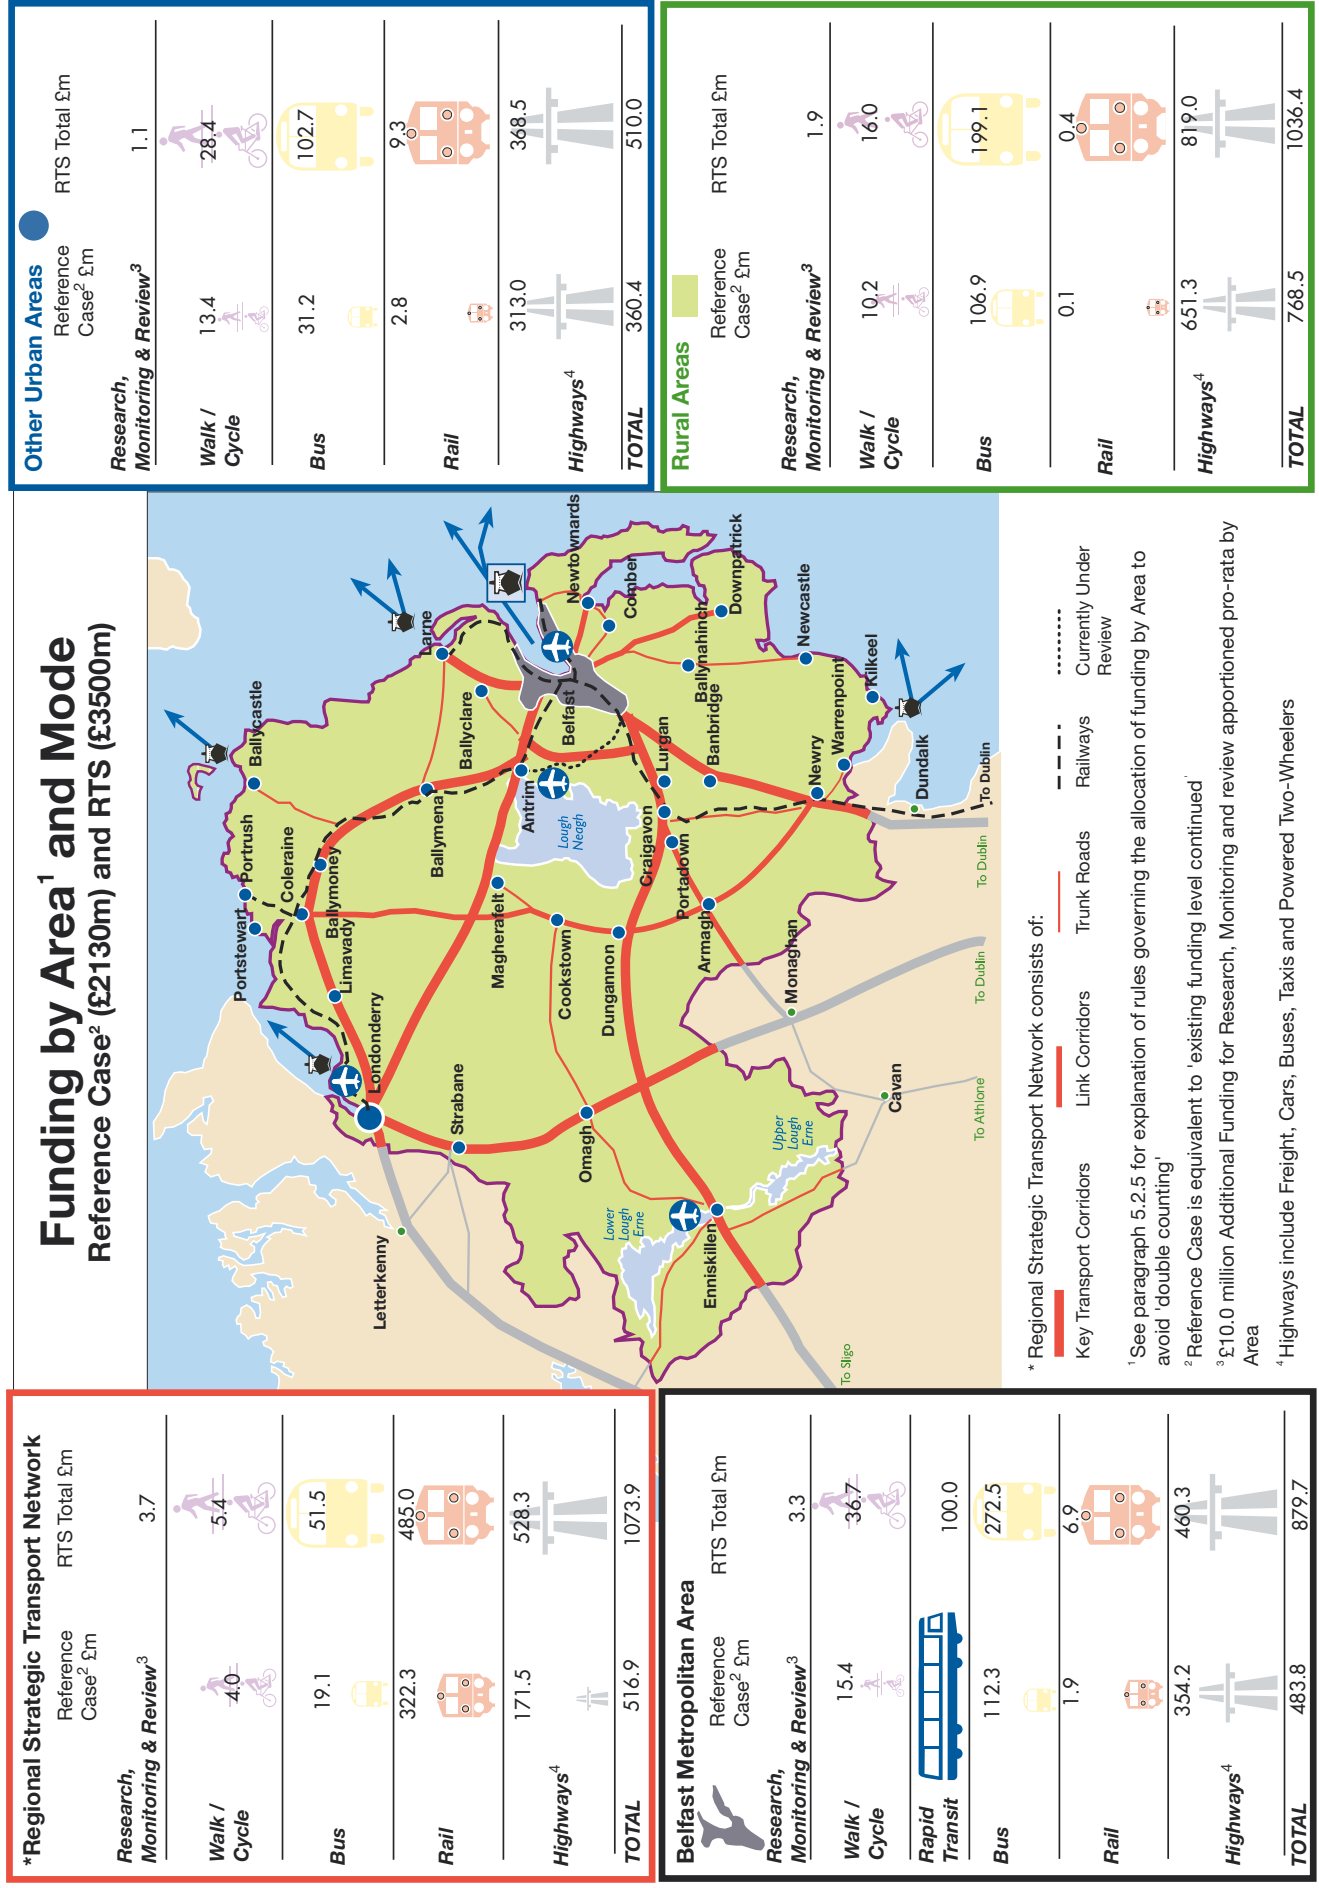 Funding by Area¹ and Mode
Reference Case² (£2130m) and RTS (£3500m)
*Regional Strategic Transport Network
Reference Case² £m
RTS Total £m
Research, Monitoring & Review³ 3.7
Walk / Cycle 4.0 5.4
Bus 19.1 51.5
Rail 322.3 485.0
Highways⁴ 171.5 528.3
TOTAL 516.9 1073.9
Other Urban Areas
Reference Case² £m
RTS Total £m
Research, Monitoring & Review³ 1.1
Walk / Cycle 13.4 28.4
Bus 31.2 102.7
Rail 2.8 9.3
Highways⁴ 313.0 368.5
TOTAL 360.4 510.0
Belfast Metropolitan Area
Reference Case² £m
RTS Total £m
Research, Monitoring & Review³ 3.3
Walk / Cycle 15.4 36.7
Rapid Transit 100.0
Bus 112.3 272.5
Rail 1.9 6.9
Highways⁴ 354.2 460.3
TOTAL 483.8 879.7
Rural Areas
Reference Case² £m
RTS Total £m
Research, Monitoring & Review³ 1.9
Walk / Cycle 10.2 16.0
Bus 106.9 199.1
Rail 0.1 0.4
Highways⁴ 651.3 819.0
TOTAL 768.5 1036.4
Ballycastle
Portrush
Portstewart
Coleraine
Ballymoney
Limavady
Londonderry
Letterkenny
Strabane
Larne
Ballyclare
Ballymena
Antrim
Belfast
Newtownards
Comber
Lough Neagh
Magherafelt
Cookstown
Dungannon
Omagh
Lower Lough Erne
Upper Lough Erne
Enniskillen
Craigavon
Lurgan
Portadown
Armagh
Banbridge
Ballynahinch
Downpatrick
Newcastle
Kilkeel
Warrenpoint
Newry
Dundalk
Monaghan
Cavan
To Dublin
To Dublin
To Dublin
To Athlone
To Sligo
* Regional Strategic Transport Network consists of:
Key Transport Corridors
Link Corridors
Trunk Roads
Railways
Currently Under Review
¹ See paragraph 5.2.5 for explanation of rules governing the allocation of funding by Area to
avoid 'double counting'
² Reference Case is equivalent to 'existing funding level continued'
³ £10.0 million Additional Funding for Research, Monitoring and review apportioned pro-rata by
Area
⁴ Highways include Freight, Cars, Buses, Taxis and Powered Two-Wheelers